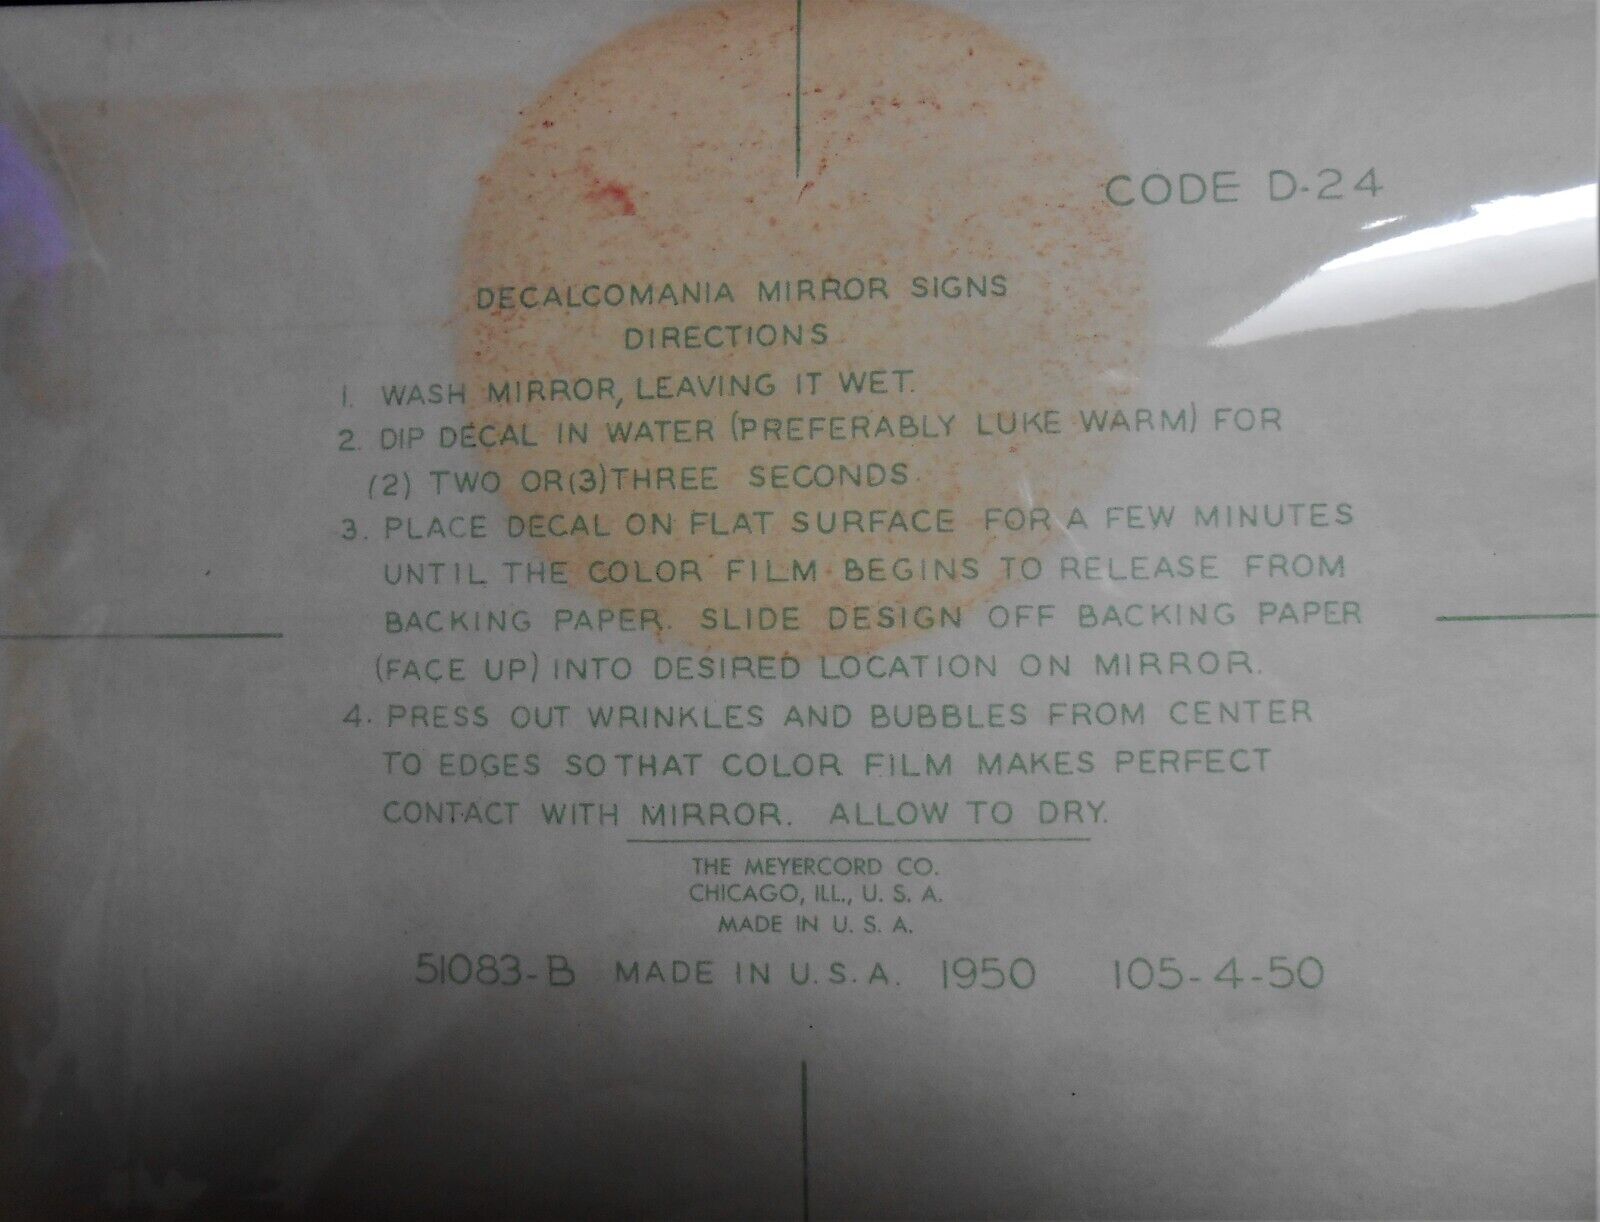 CODE D-24
DECALCOMANIA MIRROR SIGNS
DIRECTIONS
1. WASH MIRROR, LEAVING IT WET.
2. DIP DECAL IN WATER (PREFERABLY LUKE WARM) FOR
(2) TWO OR (3) THREE SECONDS.
3. PLACE DECAL ON FLAT SURFACE FOR A FEW MINUTES
UNTIL THE COLOR FILM BEGINS TO RELEASE FROM
BACKING PAPER. SLIDE DESIGN OFF BACKING PAPER
(FACE UP) INTO DESIRED LOCATION ON MIRROR.
4. PRESS OUT WRINKLES AND BUBBLES FROM CENTER
TO EDGES SO THAT COLOR FILM MAKES PERFECT
CONTACT WITH MIRROR. ALLOW TO DRY.
THE MEYERCORD CO.
CHICAGO, ILL., U. S. A.
MADE IN U. S. A.
51083-B MADE IN U.S.A. 1950 105-4-50